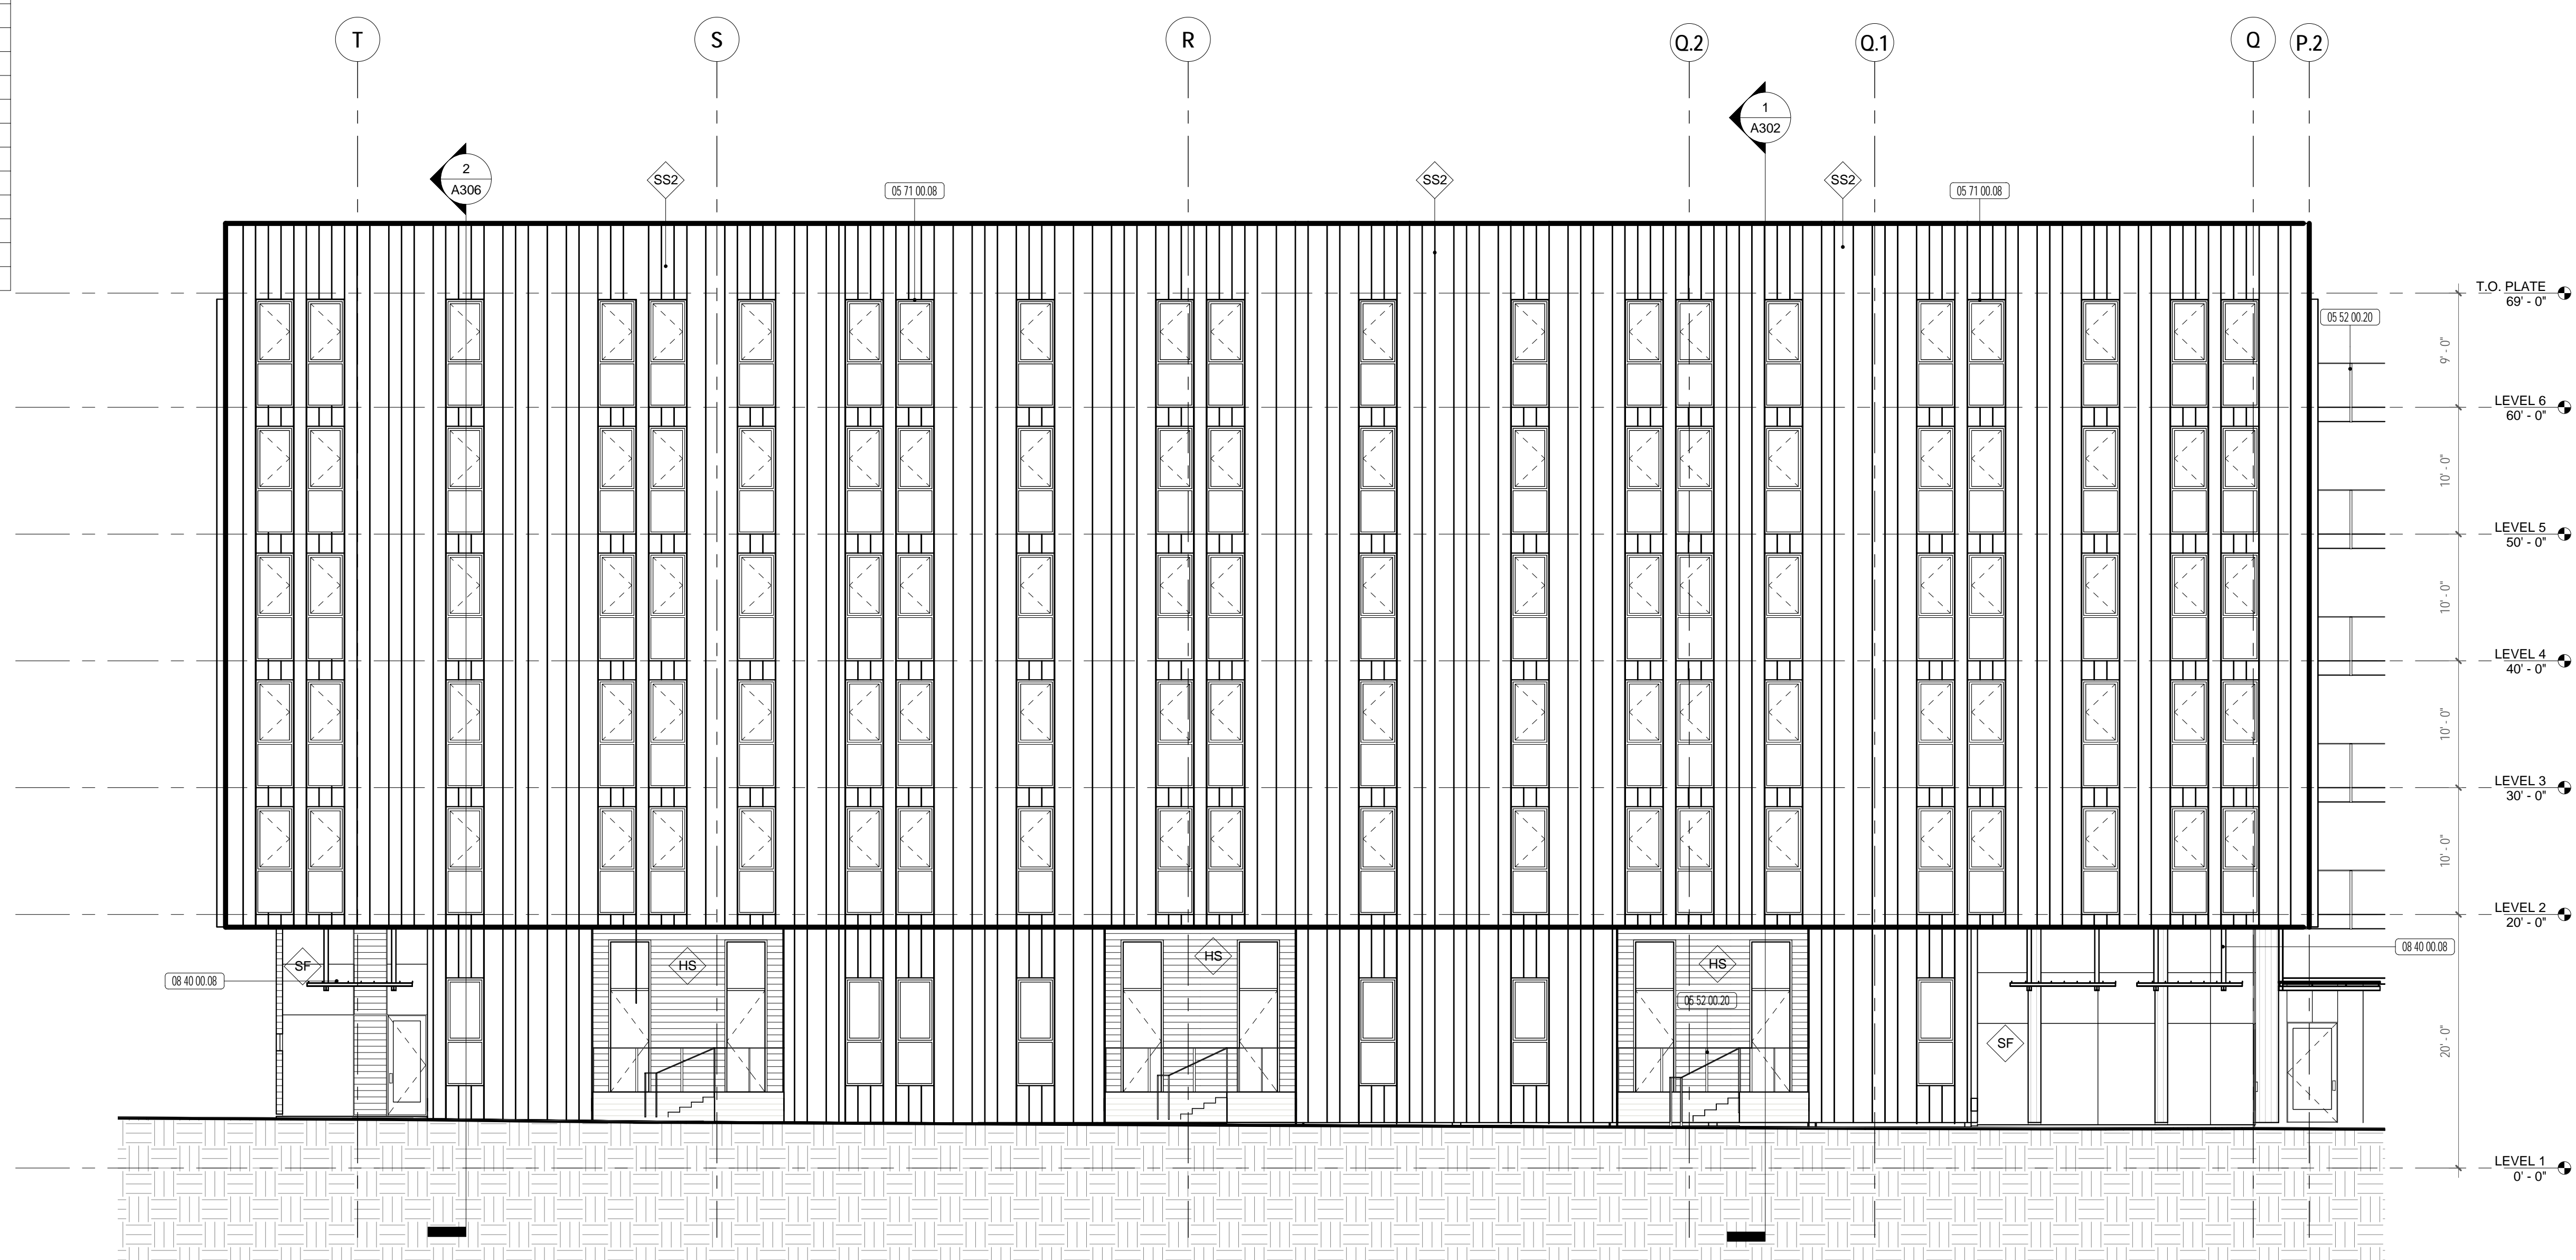 T
S
R
Q.2
Q.1
Q
P.2
1
A302
2
A306
SS2
SS2
SS2
05 71 00.08
05 71 00.08
T.O. PLATE
69' - 0"
05 52 00.20
9' - 0"
LEVEL 6
60' - 0"
10' - 0"
LEVEL 5
50' - 0"
10' - 0"
LEVEL 4
40' - 0"
10' - 0"
LEVEL 3
30' - 0"
10' - 0"
LEVEL 2
20' - 0"
08 40 00.08
SF
HS
HS
HS
08 40 00.08
05 52 00.20
SF
20' - 0"
LEVEL 1
0' - 0"